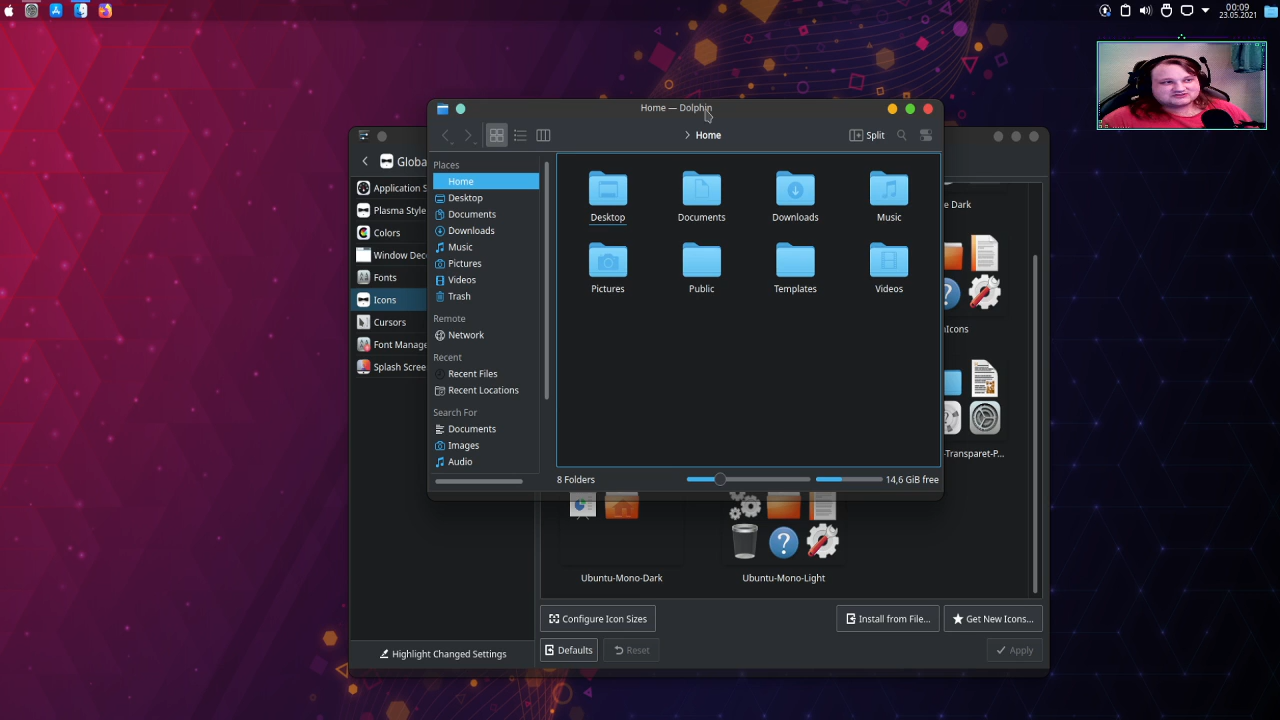 00:09
23.05.2021
Home — Dolphin
Home
Split
Places
Home
Desktop
Documents
Downloads
Music
Pictures
Videos
Trash
Remote
Network
Recent
Recent Files
Recent Locations
Search For
Documents
Images
Audio
Desktop
Documents
Downloads
Music
Pictures
Public
Templates
Videos
8 Folders
14,6 GiB free
Globa
Application S
Plasma Style
Colors
Window Deco
Fonts
Icons
Cursors
Font Manage
Splash Scree
Highlight Changed Settings
e Dark
Icons
-Transparet-P...
Ubuntu-Mono-Dark
Ubuntu-Mono-Light
Configure Icon Sizes
Install from File...
Get New Icons...
Defaults
Reset
Apply